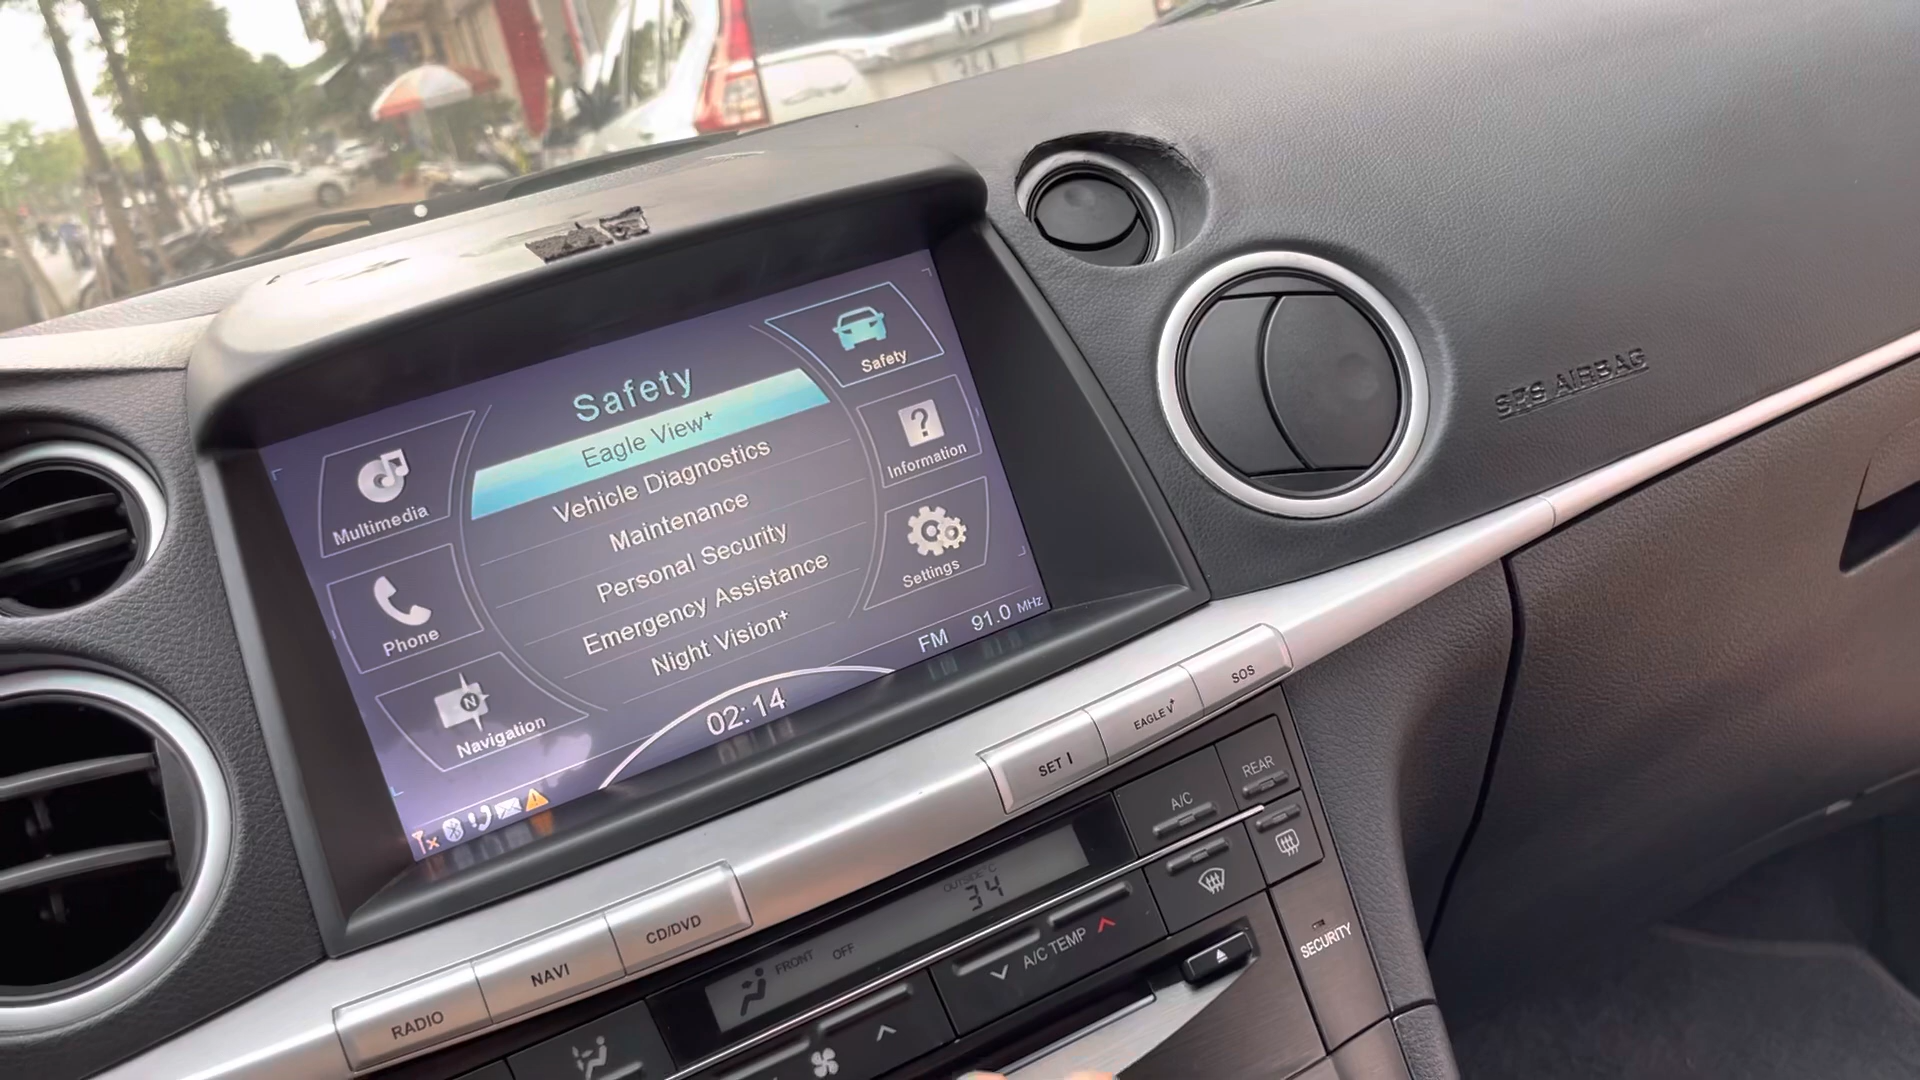 Safety
Eagle View+
Vehicle Diagnostics
Maintenance
Personal Security
Emergency Assistance
Night Vision+
Multimedia
Phone
Navigation
Safety
Information
Settings
N
?
02:14
FM 91.0 MHz
SRS AIRBAG
RADIO
NAVI
CD/DVD
SET I
EAGLE V+
SOS
A/C
REAR
OUTSIDE °C
34
FRONT OFF
A/C TEMP
SECURITY